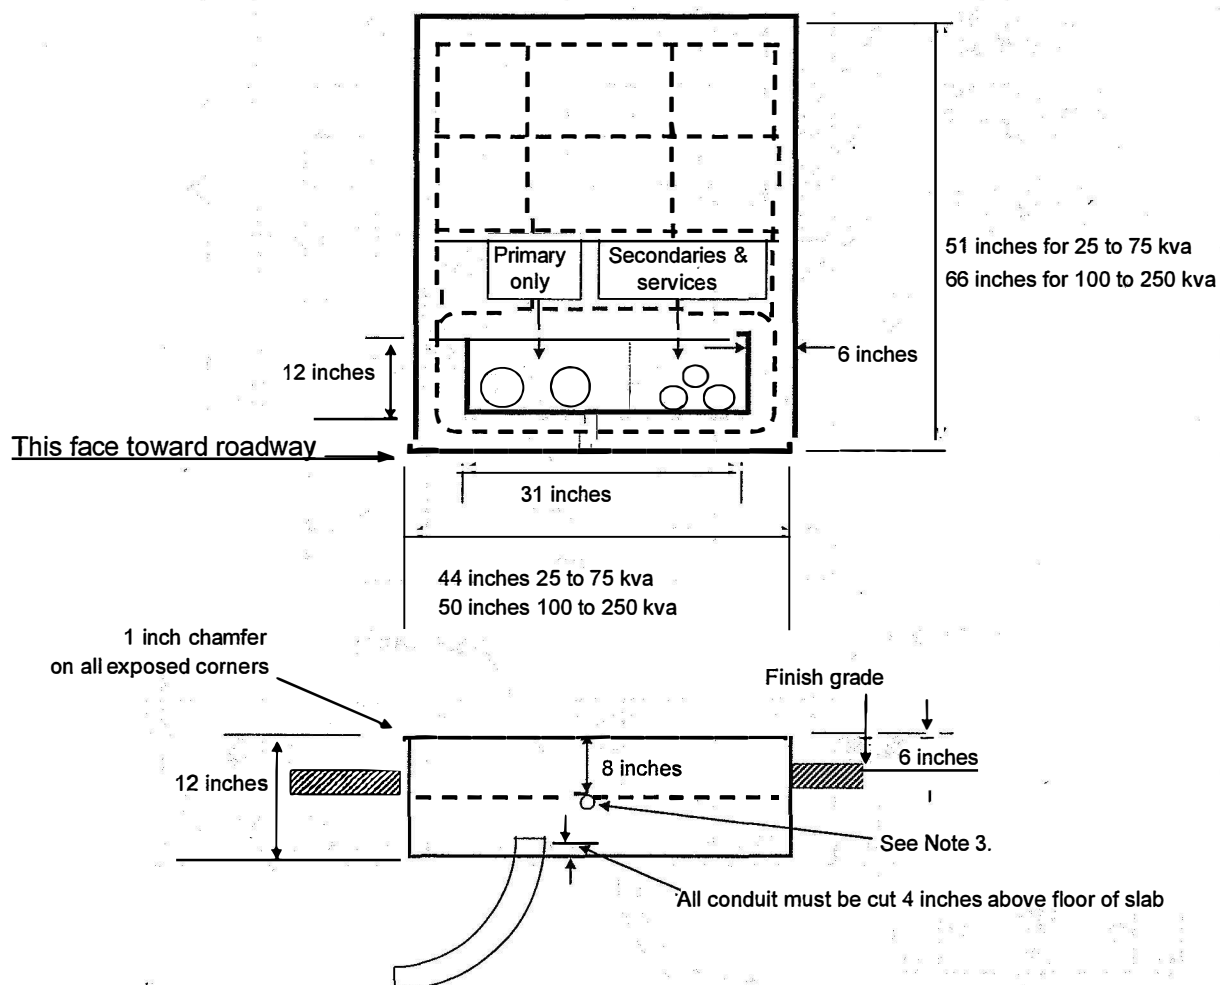 Primary
only
Secondaries &
services
51 inches for 25 to 75 kva
66 inches for 100 to 250 kva
12 inches
6 inches
This face toward roadway
31 inches
44 inches 25 to 75 kva
50 inches 100 to 250 kva
1 inch chamfer
on all exposed corners
Finish grade
12 inches
8 inches
6 inches
See Note 3.
All conduit must be cut 4 inches above floor of slab